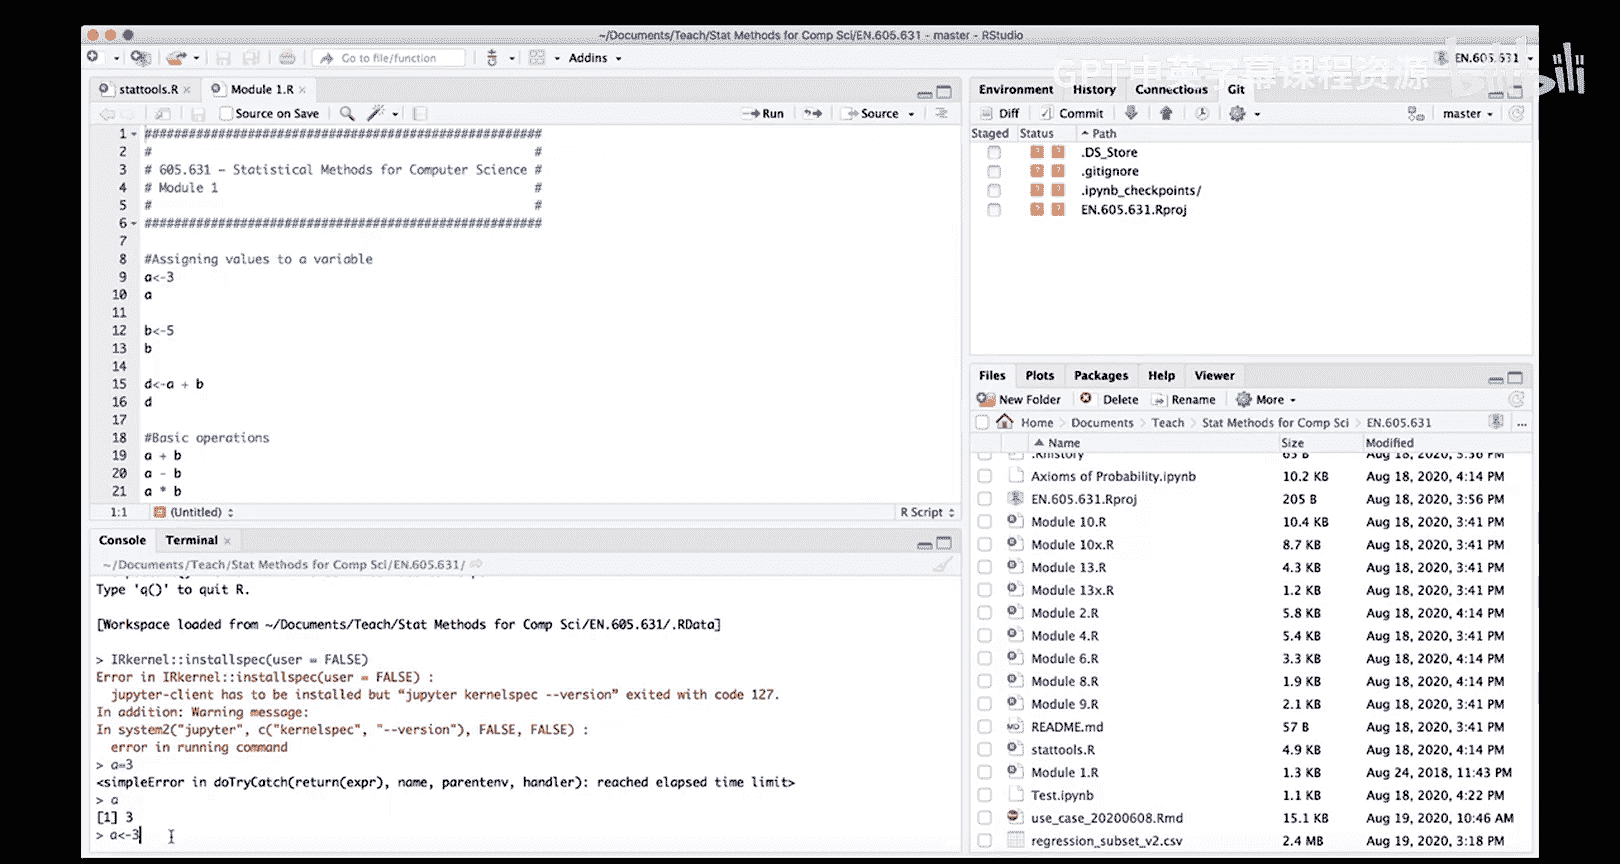 ~/Documents/Teach/Stat Methods for Comp Sci/EN.605.631 - master - RStudio
Go to file/function
Addins
EN.605.631
GPT中英字幕课程资源
bilibili
stattools.R
Module 1.R
Source on Save
Run
Source
1 ######################################################
2 # #
3 # 605.631 - Statistical Methods for Computer Science #
4 # Module 1 #
5 # #
6 ######################################################
7
8 #Assigning values to a variable
9 a<-3
10 a
11
12 b<-5
13 b
14
15 d<-a + b
16 d
17
18 #Basic operations
19 a + b
20 a - b
21 a * b
1:1 (Untitled) R Script
Console Terminal
~/Documents/Teach/Stat Methods for Comp Sci/EN.605.631/
Type 'q()' to quit R.
[Workspace loaded from ~/Documents/Teach/Stat Methods for Comp Sci/EN.605.631/.RData]
> IRkernel::installspec(user = FALSE)
Error in IRkernel::installspec(user = FALSE) :
jupyter-client has to be installed but “jupyter kernelspec --version” exited with code 127.
In addition: Warning message:
In system2("jupyter", c("kernelspec", "--version"), FALSE, FALSE) :
error in running command
> a=3
<simpleError in doTryCatch(return(expr), name, parentenv, handler): reached elapsed time limit>
> a
[1] 3
> a<-3
Environment History Connections Git
Diff Commit master
Staged Status Path
.DS_Store
.gitignore
.ipynb_checkpoints/
EN.605.631.Rproj
Files Plots Packages Help Viewer
New Folder Delete Rename More
Home Documents Teach Stat Methods for Comp Sci EN.605.631 ...
Name Size Modified
.Rhistory 63 B Aug 18, 2020, 3:56 PM
Axioms of Probability.ipynb 10.2 KB Aug 18, 2020, 4:14 PM
EN.605.631.Rproj 205 B Aug 18, 2020, 3:56 PM
Module 10.R 10.4 KB Aug 18, 2020, 3:41 PM
Module 10x.R 8.7 KB Aug 18, 2020, 3:41 PM
Module 13.R 4.3 KB Aug 18, 2020, 3:41 PM
Module 13x.R 1.2 KB Aug 18, 2020, 3:41 PM
Module 2.R 5.8 KB Aug 18, 2020, 4:14 PM
Module 4.R 5.4 KB Aug 18, 2020, 3:41 PM
Module 6.R 3.3 KB Aug 18, 2020, 4:14 PM
Module 8.R 1.9 KB Aug 18, 2020, 4:14 PM
Module 9.R 2.1 KB Aug 18, 2020, 3:41 PM
README.md 57 B Aug 18, 2020, 3:41 PM
stattools.R 4.9 KB Aug 18, 2020, 4:14 PM
Module 1.R 1.3 KB Aug 24, 2018, 11:43 PM
Test.ipynb 1.1 KB Aug 18, 2020, 4:22 PM
use_case_20200608.Rmd 15.1 KB Aug 19, 2020, 10:46 AM
regression_subset_v2.csv 2.4 MB Aug 19, 2020, 3:18 PM